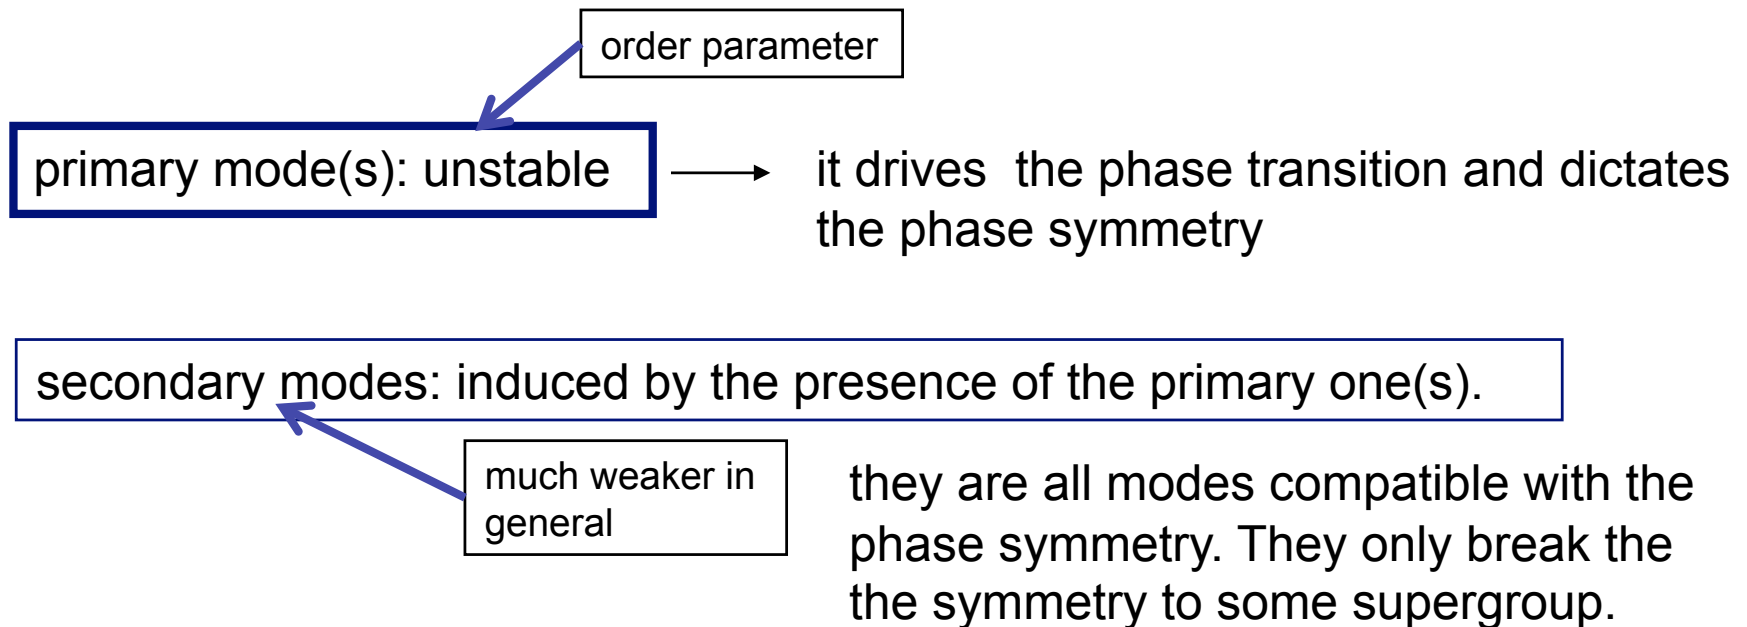 order parameter
primary mode(s): unstable
it drives the phase transition and dictates
the phase symmetry
secondary modes: induced by the presence of the primary one(s).
much weaker in
general
they are all modes compatible with the
phase symmetry. They only break the
the symmetry to some supergroup.